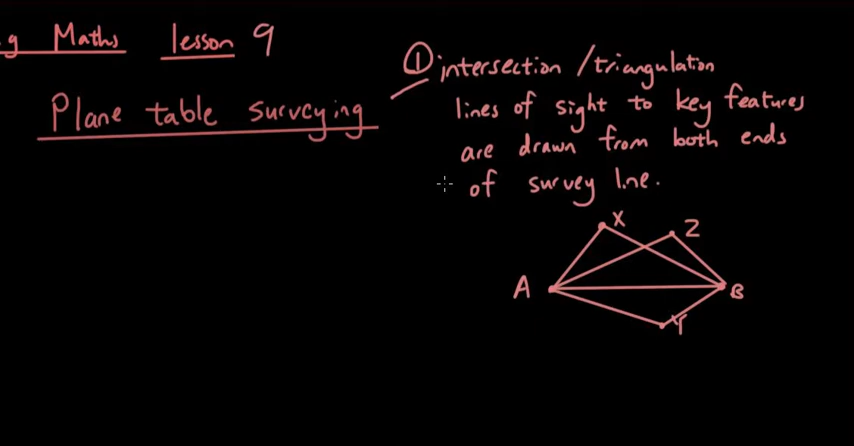 g Maths lesson 9
Plane table surveying
① intersection / triangulation
lines of sight to key features
are drawn from both ends
of survey line.
X
Z
A
B
Y